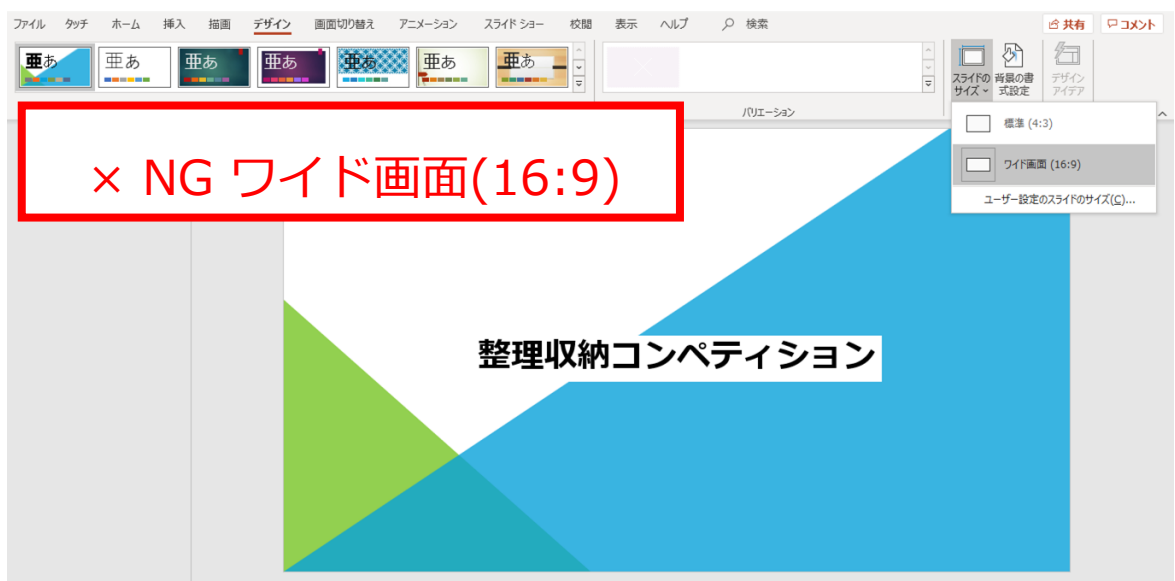 ファイル タッチ ホーム 挿入 描画 デザイン 画面切り替え アニメーション スライド ショー 校閲 表示 ヘルプ 検索 共有 コメント
亜あ 亜あ 亜あ 亜あ 亜あ 亜あ 亜あ
スライドの サイズ
背景の書 式設定
デザイン アイデア
バリエーション
標準 (4:3)
ワイド画面 (16:9)
ユーザー設定のスライドのサイズ(C)...
× NG ワイド画面(16:9)
整理収納コンペティション